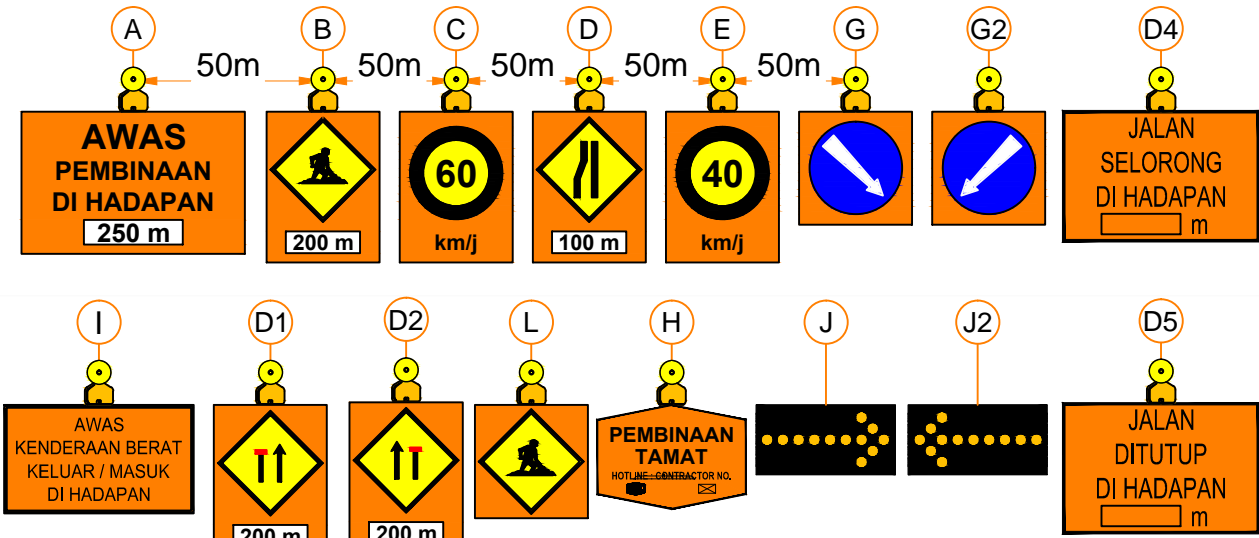 A B C D E G G2 D4
50m 50m 50m 50m 50m
AWAS
PEMBINAAN
DI HADAPAN
250 m
200 m
60
km/j
100 m
40
km/j
JALAN
SELORONG
DI HADAPAN
m
I D1 D2 L H J J2 D5
AWAS
KENDERAAN BERAT
KELUAR / MASUK
DI HADAPAN
200 m
200 m
PEMBINAAN
TAMAT
HOTLINE : CONTRACTOR NO.
JALAN
DITUTUP
DI HADAPAN
m